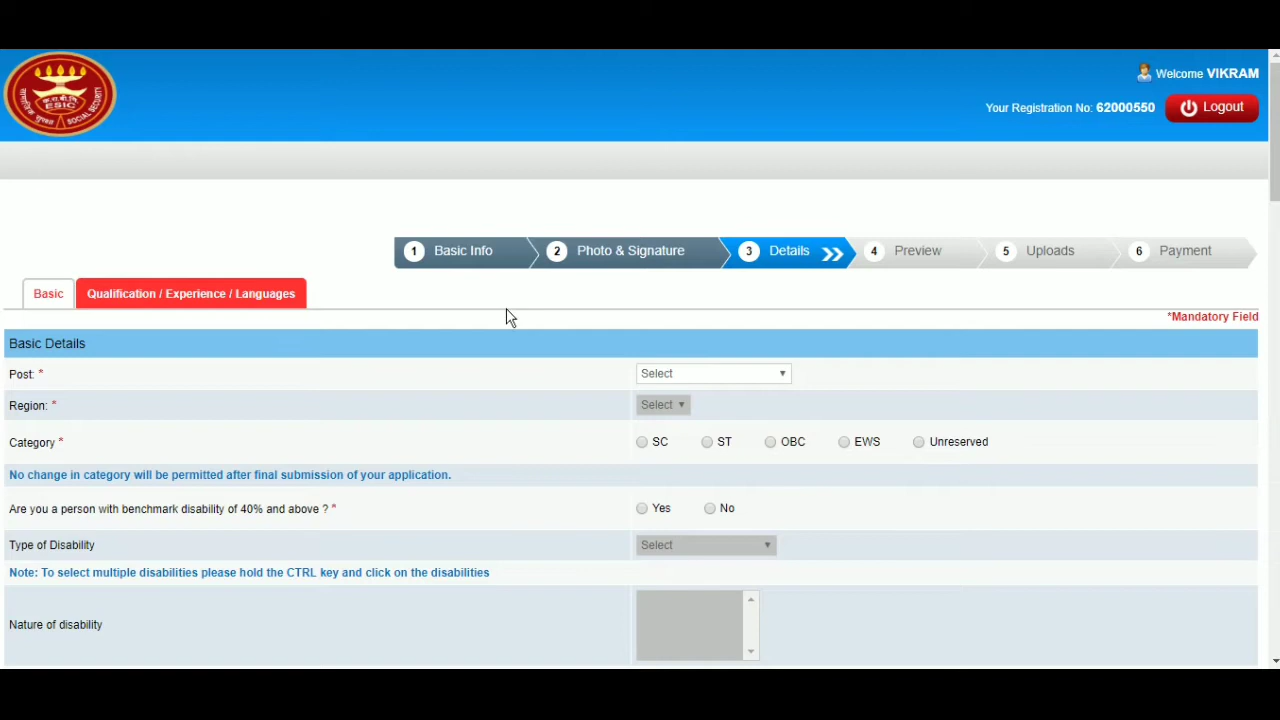 Welcome VIKRAM
Your Registration No: 62000550
Logout
ESIC
SOCIAL SECURITY
1 Basic Info 2 Photo & Signature 3 Details 4 Preview 5 Uploads 6 Payment
Basic Qualification / Experience / Languages
*Mandatory Field
Basic Details
Post: * Select
Region: * Select
Category * SC ST OBC EWS Unreserved
No change in category will be permitted after final submission of your application.
Are you a person with benchmark disability of 40% and above ? * Yes No
Type of Disability Select
Note: To select multiple disabilities please hold the CTRL key and click on the disabilities
Nature of disability